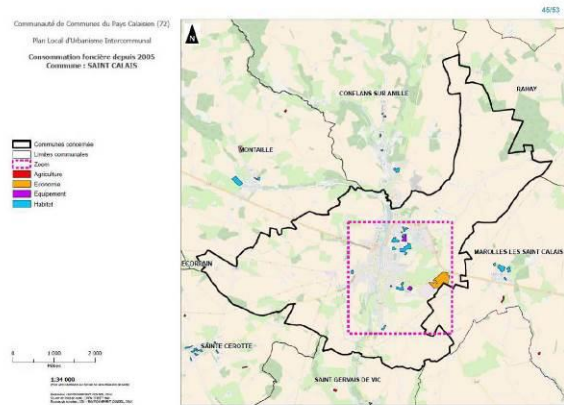 45/53
Communauté de Communes du Pays Calaisien (72)
Plan Local d'Urbanisme Intercommunal
Consommation foncière depuis 2005
Commune : SAINT CALAIS
N
CONFLANS SUR ANILLE
RAHAY
MONTAILLE
Communes concernée
Limites communales
Zoom
Agriculture
Economie
Equipement
Habitat
MAROLLES LES SAINT CALAIS
ECORPAIN
SAINTE CEROTTE
SAINT GERVAIS DE VIC
0 1 000 2 000
Mètres
1:34 000